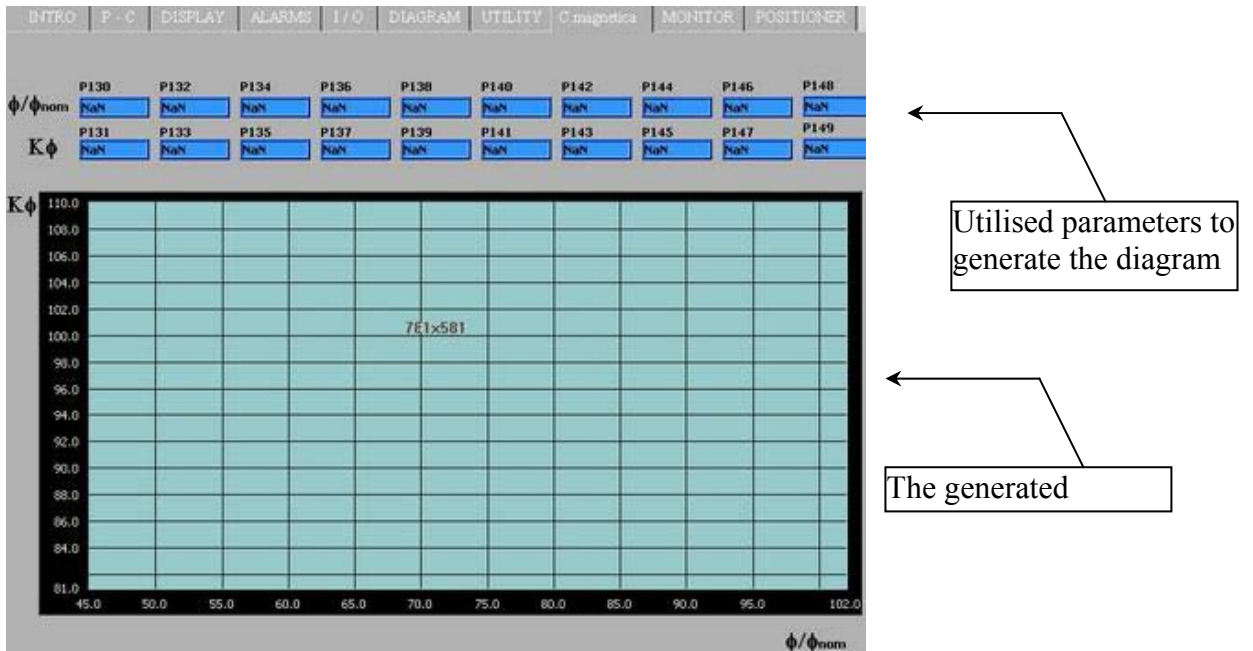 INTRO P - C DISPLAY ALARMS I / O DIAGRAM UTILITY C.magnetica MONITOR POSITIONER
P130 P132 P134 P136 P138 P140 P142 P144 P146 P148
ϕ/ϕnom NaN NaN NaN NaN NaN NaN NaN NaN NaN NaN
P131 P133 P135 P137 P139 P141 P143 P145 P147 P149
Kϕ NaN NaN NaN NaN NaN NaN NaN NaN NaN NaN
Utilised parameters to
generate the diagram
Kϕ
110.0
108.0
106.0
104.0
102.0
100.0
7E1x581
98.0
96.0
94.0
92.0
90.0
88.0
86.0
84.0
81.0
The generated
45.0 50.0 55.0 60.0 65.0 70.0 75.0 80.0 85.0 90.0 95.0 102.0
ϕ/ϕnom